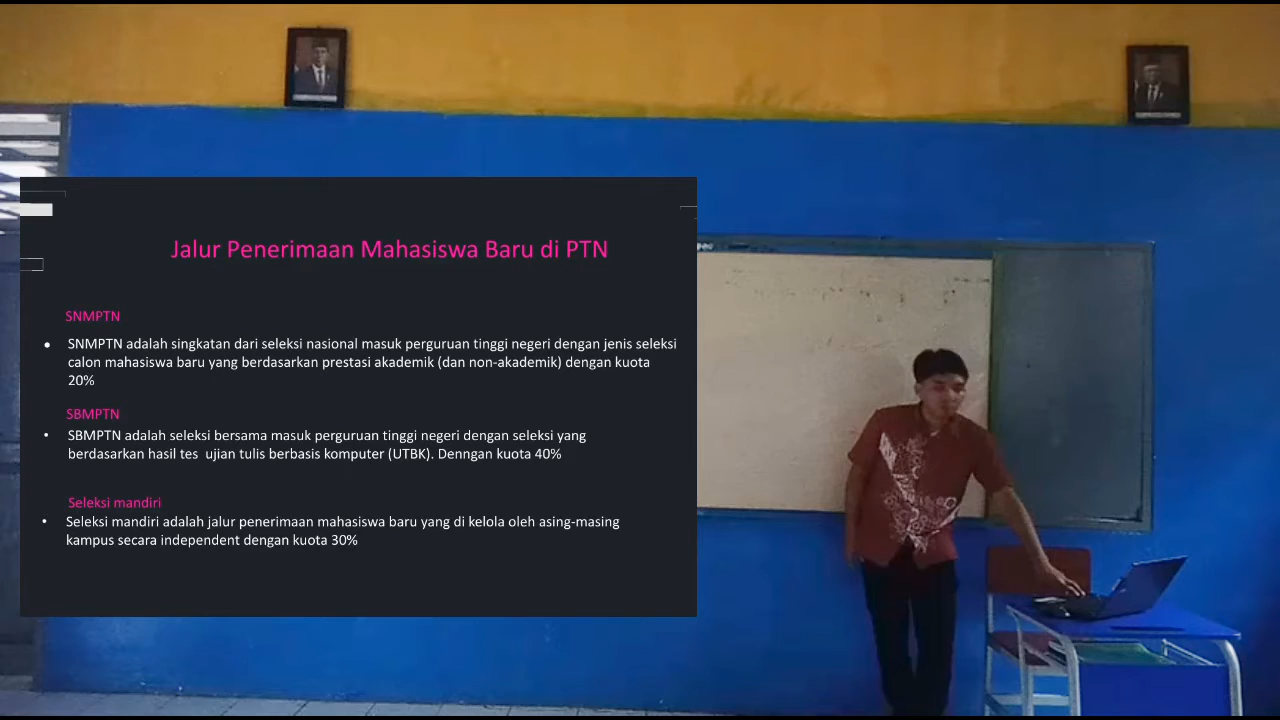 Jalur Penerimaan Mahasiswa Baru di PTN
SNMPTN
• SNMPTN adalah singkatan dari seleksi nasional masuk perguruan tinggi negeri dengan jenis seleksi
calon mahasiswa baru yang berdasarkan prestasi akademik (dan non-akademik) dengan kuota
20%
SBMPTN
• SBMPTN adalah seleksi bersama masuk perguruan tinggi negeri dengan seleksi yang
berdasarkan hasil tes ujian tulis berbasis komputer (UTBK). Denngan kuota 40%
Seleksi mandiri
• Seleksi mandiri adalah jalur penerimaan mahasiswa baru yang di kelola oleh asing-masing
kampus secara independent dengan kuota 30%